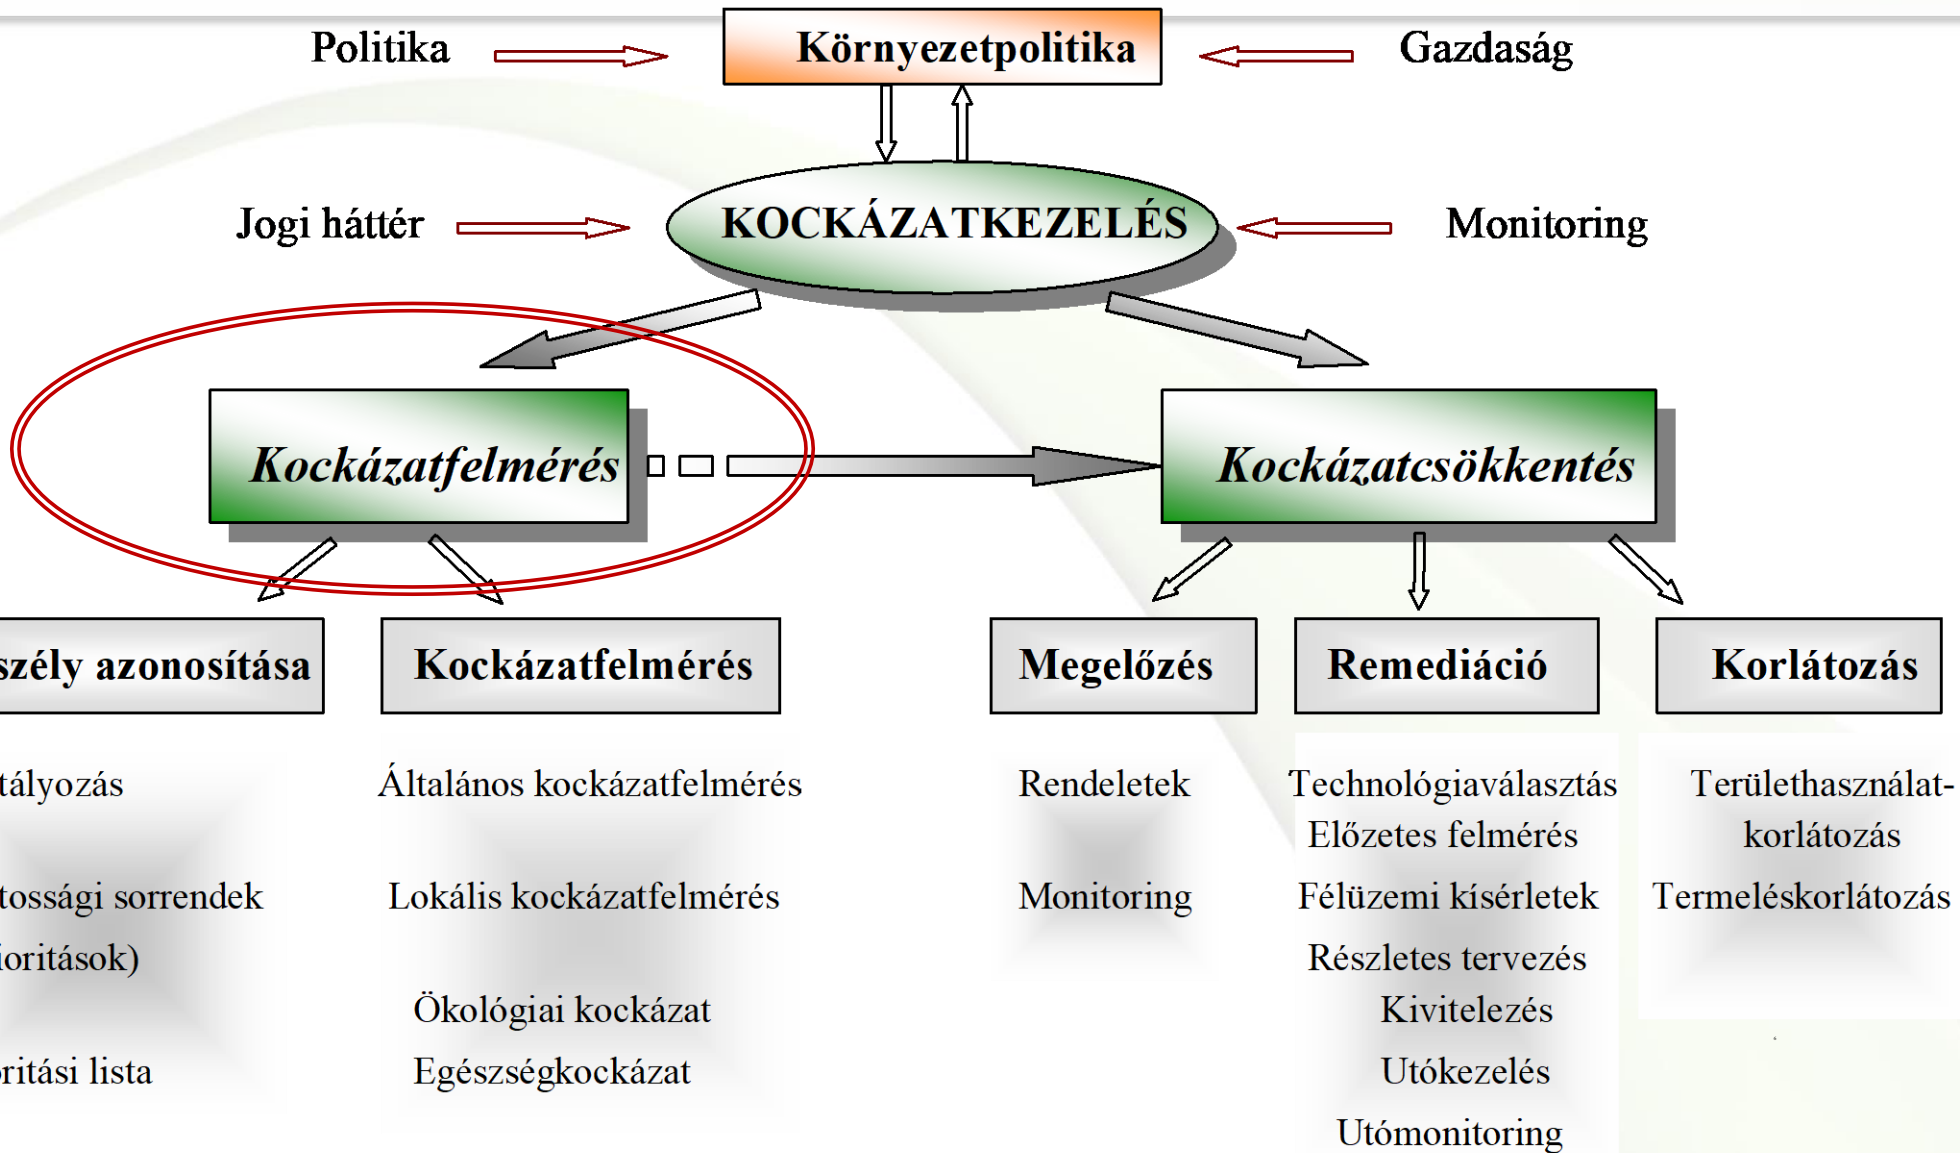 Politika
Környezetpolitika
Gazdaság
Jogi háttér
KOCKÁZATKEZELÉS
Monitoring
Kockázatfelmérés
Kockázatcsökkentés
szély azonosítása
Kockázatfelmérés
Megelőzés
Remediáció
Korlátozás
tályozás
tossági sorrendek
ioritások)
ritási lista
Általános kockázatfelmérés
Lokális kockázatfelmérés
Ökológiai kockázat
Egészségkockázat
Rendeletek
Monitoring
Technológiaválasztás
Előzetes felmérés
Félüzemi kísérletek
Részletes tervezés
Kivitelezés
Utókezelés
Utómonitoring
Területhasználat-
korlátozás
Terméléskorlátozás